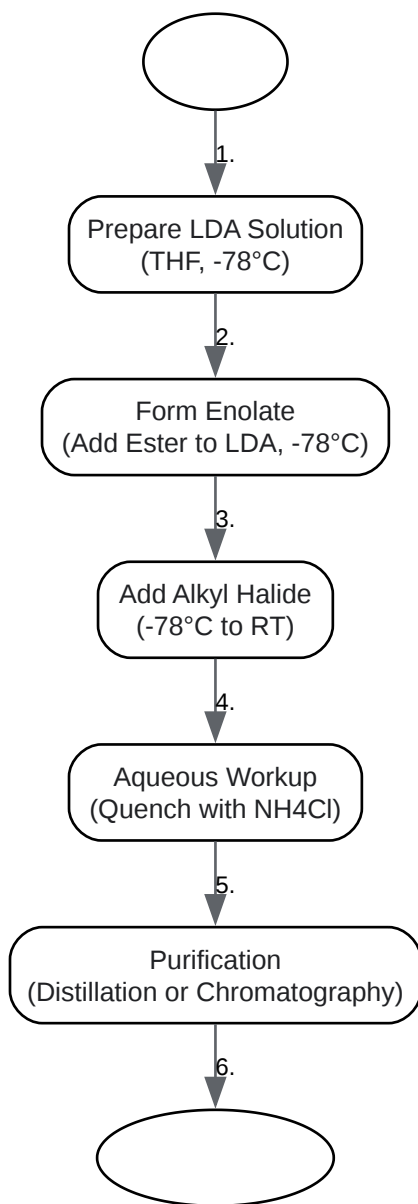 1.
Prepare LDA Solution
(THF, -78°C)
2.
Form Enolate
(Add Ester to LDA, -78°C)
3.
Add Alkyl Halide
(-78°C to RT)
4.
Aqueous Workup
(Quench with NH4Cl)
5.
Purification
(Distillation or Chromatography)
6.